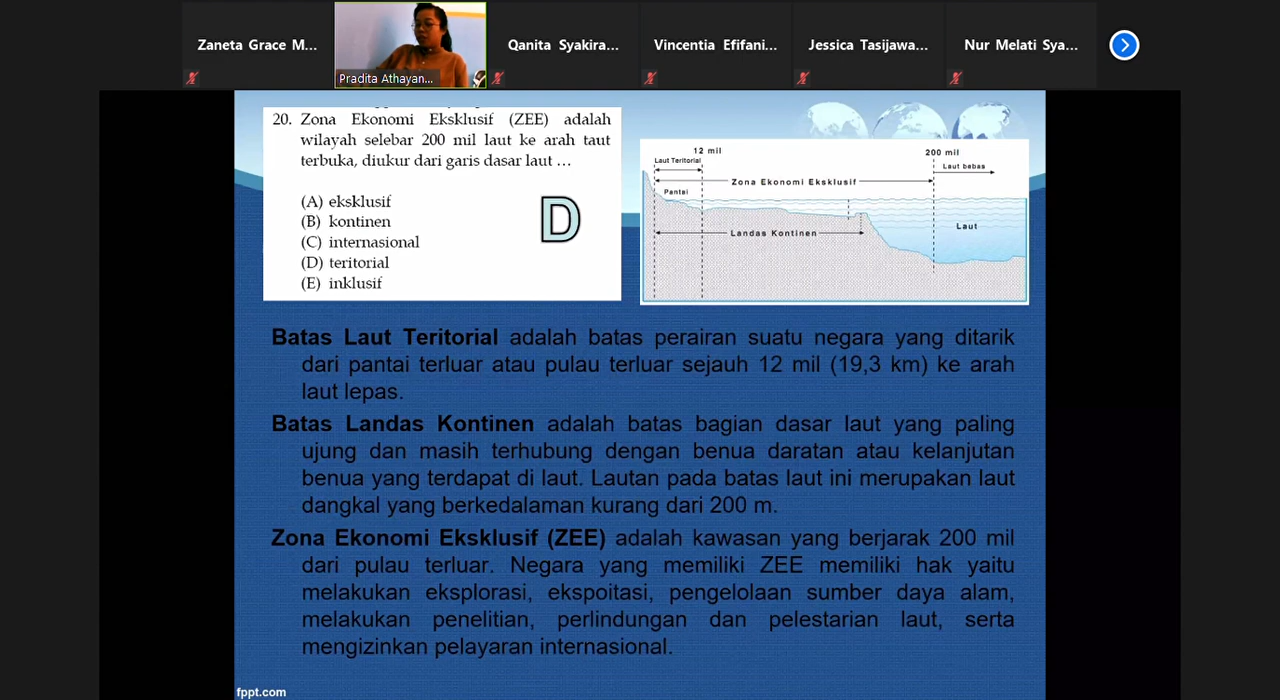 Zaneta Grace M...
Pradita Athayan...
Qanita Syakira...
Vincentia Efifani...
Jessica Tasijawa...
Nur Melati Sya...
20. Zona Ekonomi Eksklusif (ZEE) adalah
wilayah selebar 200 mil laut ke arah taut
terbuka, diukur dari garis dasar laut …
(A) eksklusif
(B) kontinen
(C) internasional
(D) teritorial
(E) inklusif
D
12 mil
200 mil
Laut Teritorial
Laut babas
Zona Ekonomi Eksklusif
Pantai
Landas Kontinen
Laut
Batas Laut Teritorial adalah batas perairan suatu negara yang ditarik
dari pantai terluar atau pulau terluar sejauh 12 mil (19,3 km) ke arah
laut lepas.
Batas Landas Kontinen adalah batas bagian dasar laut yang paling
ujung dan masih terhubung dengan benua daratan atau kelanjutan
benua yang terdapat di laut. Lautan pada batas laut ini merupakan laut
dangkal yang berkedalaman kurang dari 200 m.
Zona Ekonomi Eksklusif (ZEE) adalah kawasan yang berjarak 200 mil
dari pulau terluar. Negara yang memiliki ZEE memiliki hak yaitu
melakukan eksplorasi, ekspoitasi, pengelolaan sumber daya alam,
melakukan penelitian, perlindungan dan pelestarian laut, serta
mengizinkan pelayaran internasional.
fppt.com